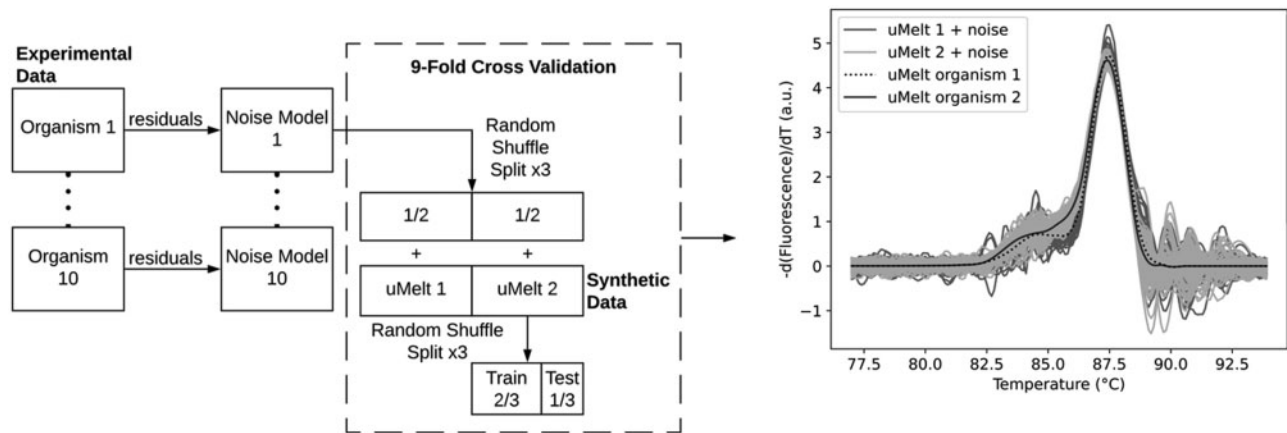 Experimental
Data
Organism 1
residuals
Noise Model
1
Organism
10
residuals
Noise Model
10
9-Fold Cross Validation
Random
Shuffle
Split x3
1/2
1/2
+
+
uMelt 1
uMelt 2
Synthetic
Data
Random Shuffle
Split x3
Train
2/3
Test
1/3
uMelt 1 + noise
uMelt 2 + noise
uMelt organism 1
uMelt organism 2
-d(Fluorescence)/dT (a.u.)
5
4
3
2
1
0
−1
77.5 80.0 82.5 85.0 87.5 90.0 92.5
Temperature (°C)